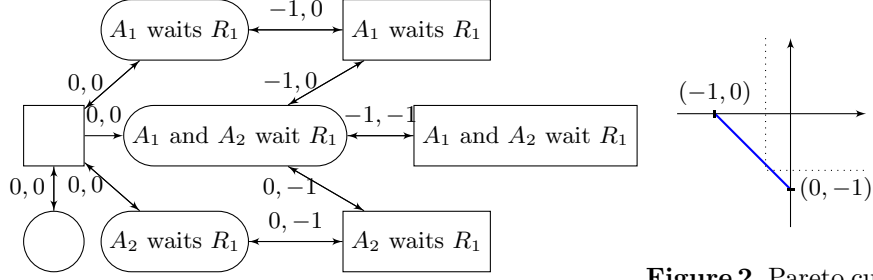 −1, 0
A₁ waits R₁
A₁ waits R₁
0, 0
−1, 0
(−1, 0)
0, 0
A₁ and A₂ wait R₁
−1, −1
A₁ and A₂ wait R₁
0, 0
0, 0
0, −1
(0, −1)
0, −1
A₂ waits R₁
A₂ waits R₁
Figure 2